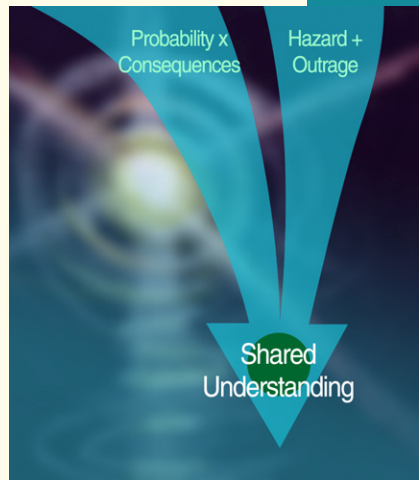 Probability x
Consequences
Hazard +
Outrage
Shared
Understanding